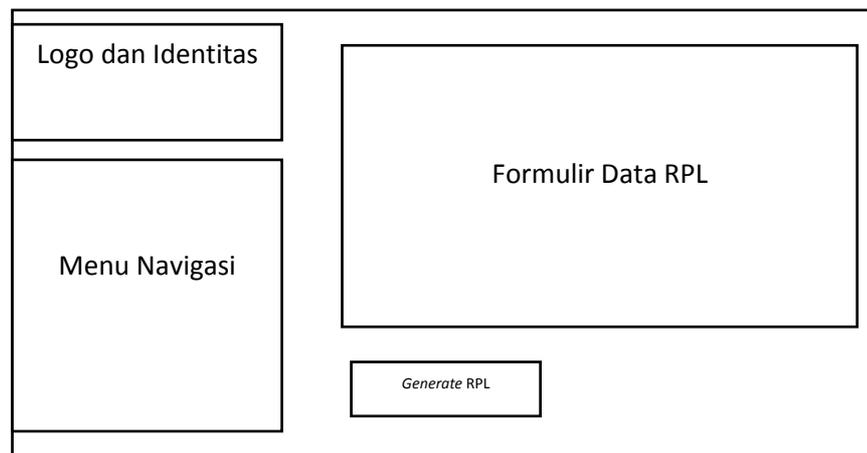 Logo dan Identitas
Formulir Data RPL
Menu Navigasi
Generate RPL